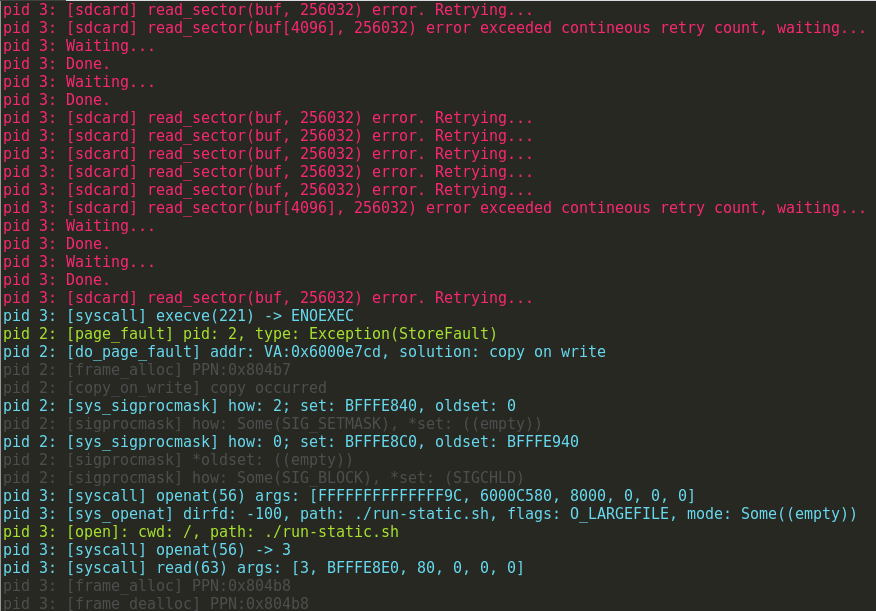 pid 3: [sdcard] read_sector(buf, 256032) error. Retrying...
pid 3: [sdcard] read_sector(buf[4096], 256032) error exceeded contineous retry count, waiting...
pid 3: Waiting...
pid 3: Done.
pid 3: Waiting...
pid 3: Done.
pid 3: [sdcard] read_sector(buf, 256032) error. Retrying...
pid 3: [sdcard] read_sector(buf, 256032) error. Retrying...
pid 3: [sdcard] read_sector(buf, 256032) error. Retrying...
pid 3: [sdcard] read_sector(buf, 256032) error. Retrying...
pid 3: [sdcard] read_sector(buf, 256032) error. Retrying...
pid 3: [sdcard] read_sector(buf[4096], 256032) error exceeded contineous retry count, waiting...
pid 3: Waiting...
pid 3: Done.
pid 3: Waiting...
pid 3: Done.
pid 3: [sdcard] read_sector(buf, 256032) error. Retrying...
pid 3: [syscall] execve(221) -> ENOEXEC
pid 2: [page_fault] pid: 2, type: Exception(StoreFault)
pid 2: [do_page_fault] addr: VA:0x6000e7cd, solution: copy on write
pid 2: [frame_alloc] PPN:0x804b7
pid 2: [copy_on_write] copy occurred
pid 2: [sys_sigprocmask] how: 2; set: BFFFE840, oldset: 0
pid 2: [sigprocmask] how: Some(SIG_SETMASK), *set: ((empty))
pid 2: [sys_sigprocmask] how: 0; set: BFFFE8C0, oldset: BFFFE940
pid 2: [sigprocmask] *oldset: ((empty))
pid 2: [sigprocmask] how: Some(SIG_BLOCK), *set: (SIGCHLD)
pid 3: [syscall] openat(56) args: [FFFFFFFFFFFFFF9C, 6000C580, 8000, 0, 0, 0]
pid 3: [sys_openat] dirfd: -100, path: ./run-static.sh, flags: O_LARGEFILE, mode: Some((empty))
pid 3: [open]: cwd: /, path: ./run-static.sh
pid 3: [syscall] openat(56) -> 3
pid 3: [syscall] read(63) args: [3, BFFFE8E0, 80, 0, 0, 0]
pid 3: [frame_alloc] PPN:0x804b8
pid 3: [frame_dealloc] PPN:0x804b8